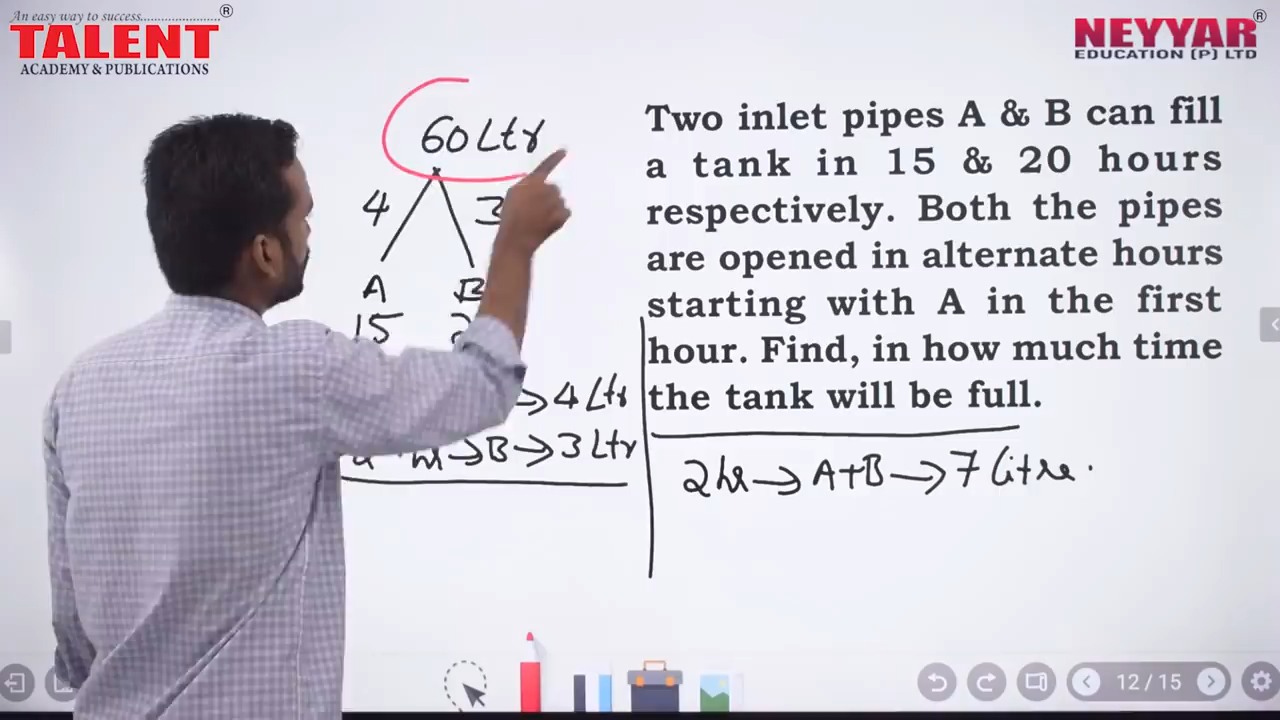 An easy way to success......................
®
TALENT
ACADEMY & PUBLICATIONS
®
NEYYAR
EDUCATION (P) LTD
60 Ltr
4 3
A B
15 2
→ 4 Ltr
hr → B → 3 Ltr
Two inlet pipes A & B can fill
a tank in 15 & 20 hours
respectively. Both the pipes
are opened in alternate hours
starting with A in the first
hour. Find, in how much time
the tank will be full.
2hr → A+B → 7 Litre.
12 / 15